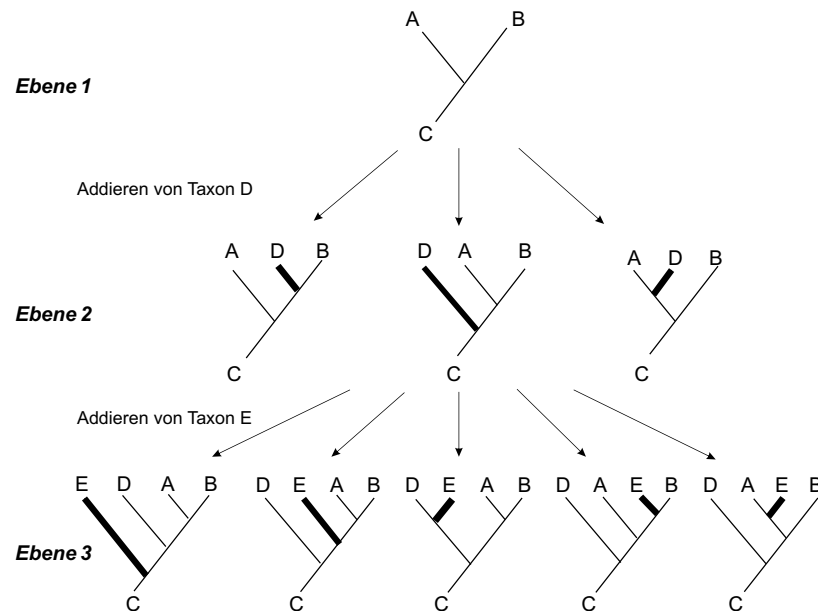 A B
Ebene 1
C
Addieren von Taxon D
A D B D A B A D B
Ebene 2
C C C
Addieren von Taxon E
E D A B D E A B D E A B D A E B D A E B
Ebene 3
C C C C C